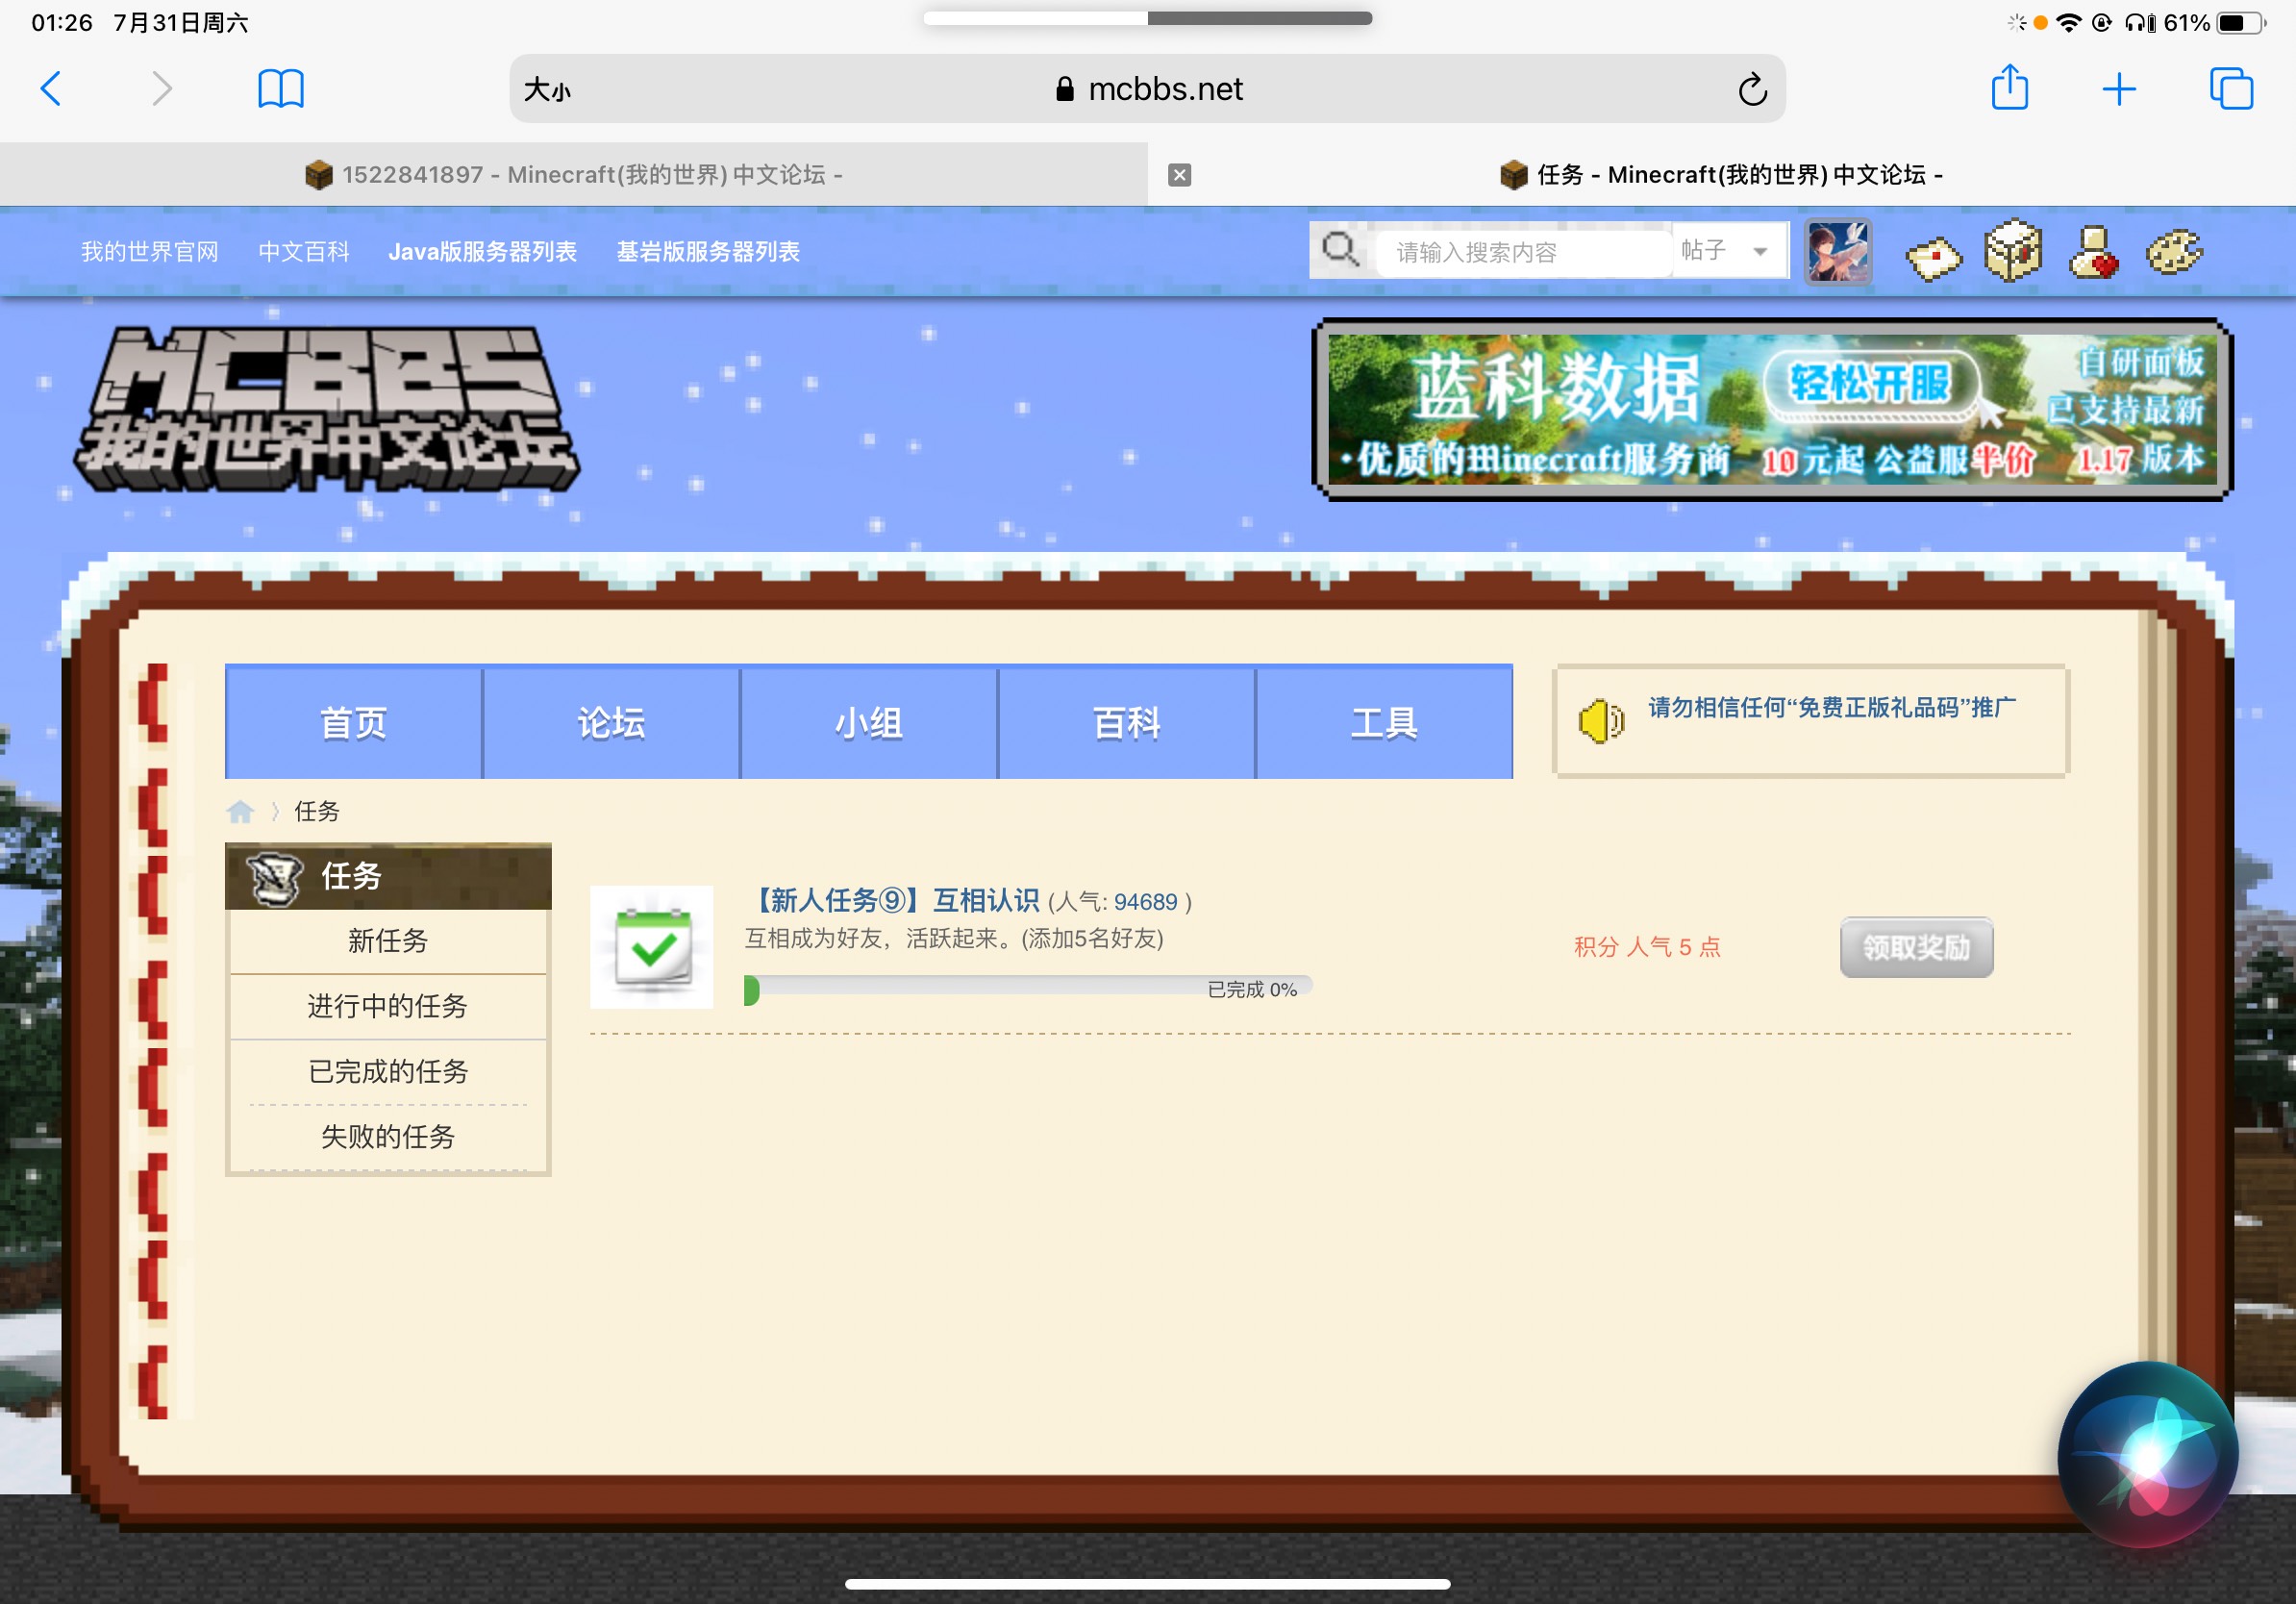 01:26 7月31日周六
61%
大小
mcbbs.net
1522841897 - Minecraft(我的世界)中文论坛 -
任务 - Minecraft(我的世界)中文论坛 -
我的世界官网 中文百科 Java版服务器列表 基岩版服务器列表
请输入搜索内容 帖子
MCBBS
我的世界中文论坛
蓝科数据 轻松开服 自研面板
已支持最新
·优质的Minecraft服务商 10元起 公益服半价 1.17版本
首页 论坛 小组 百科 工具
请勿相信任何“免费正版礼品码”推广
任务
任务
新任务
进行中的任务
已完成的任务
失败的任务
【新人任务⑨】互相认识 (人气: 94689 )
互相成为好友，活跃起来。(添加5名好友)
已完成 0%
积分 人气 5 点
领取奖励